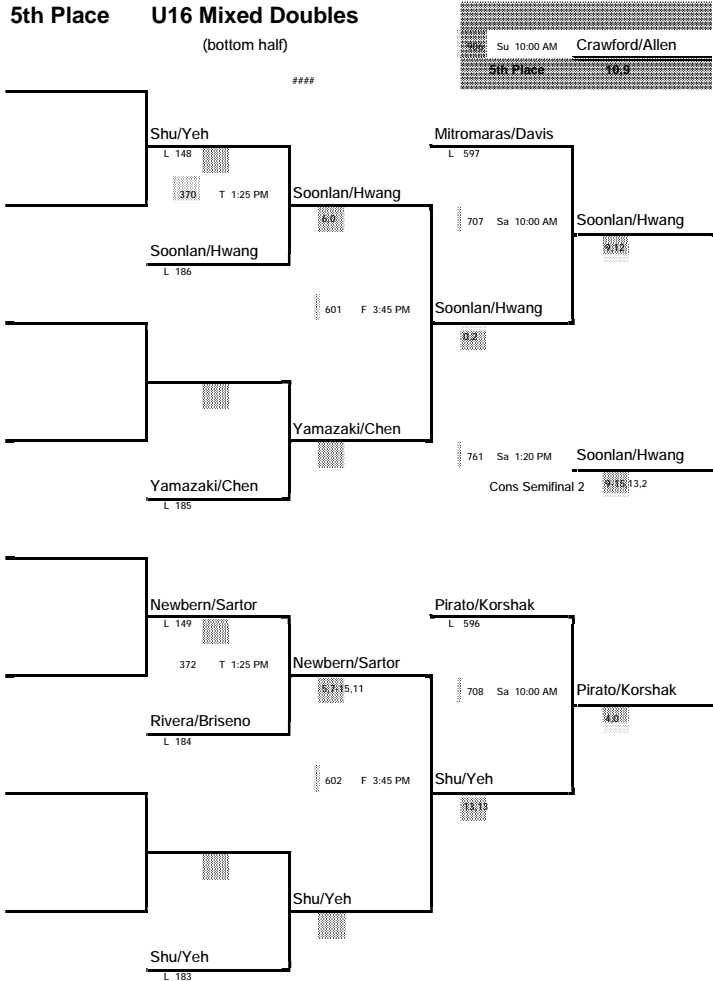 5th Place U16 Mixed Doubles
(bottom half)
906 Su 10:00 AM Crawford/Allen
5th Place 10,9
####
Shu/Yeh
L 148
370 T 1:25 PM
Soonlan/Hwang
6,0
Soonlan/Hwang
L 186
601 F 3:45 PM
Mitromaras/Davis
L 597
707 Sa 10:00 AM
Soonlan/Hwang
9,12
Soonlan/Hwang
0,2
Yamazaki/Chen
Yamazaki/Chen
L 185
761 Sa 1:20 PM
Soonlan/Hwang
Cons Semifinal 2 9-15,13,2
Newbern/Sartor
L 149
372 T 1:25 PM
Newbern/Sartor
5,7-15,11
Rivera/Briseno
L 184
602 F 3:45 PM
Pirato/Korshak
L 596
708 Sa 10:00 AM
Pirato/Korshak
4,0
Shu/Yeh
13,13
Shu/Yeh
Shu/Yeh
L 183